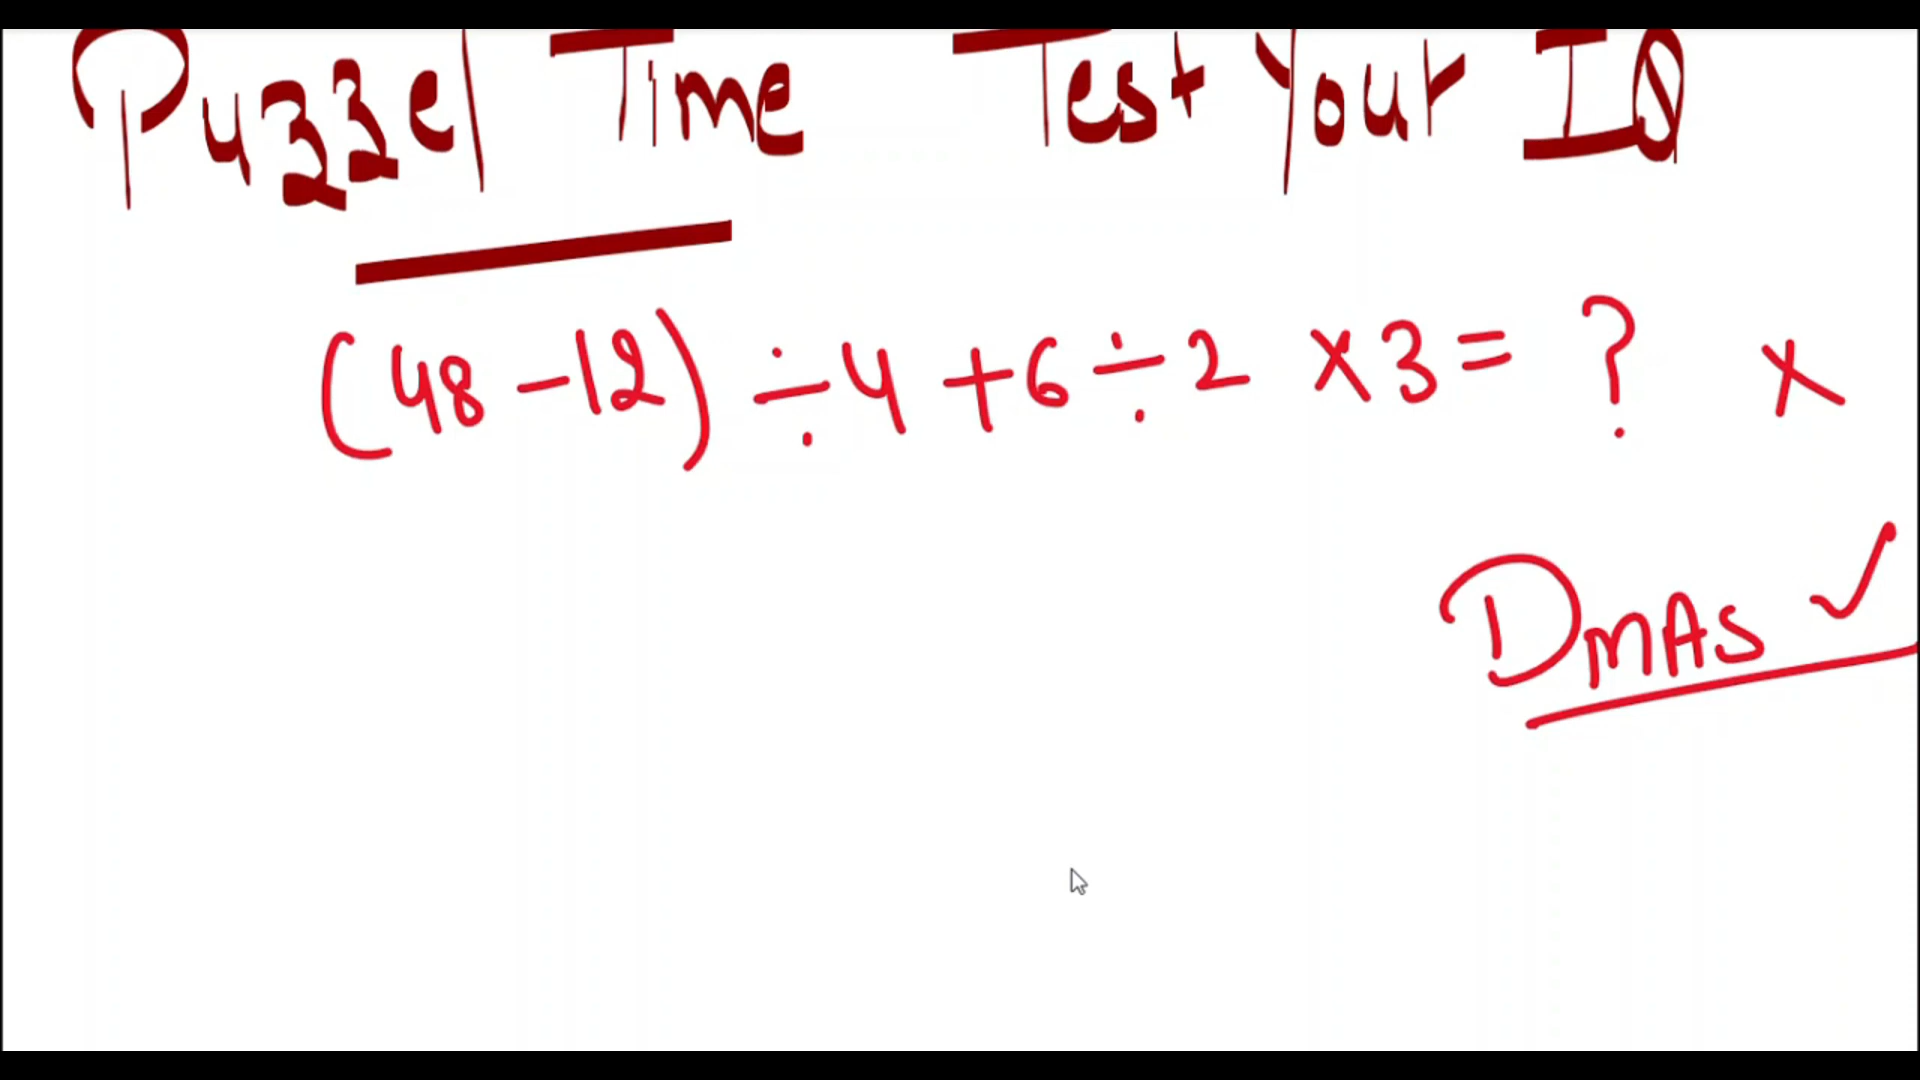 Puzzel Time Test Your IQ
(48-12) ÷ 4 + 6 ÷ 2 × 3 = ? ×
DMAS ✓